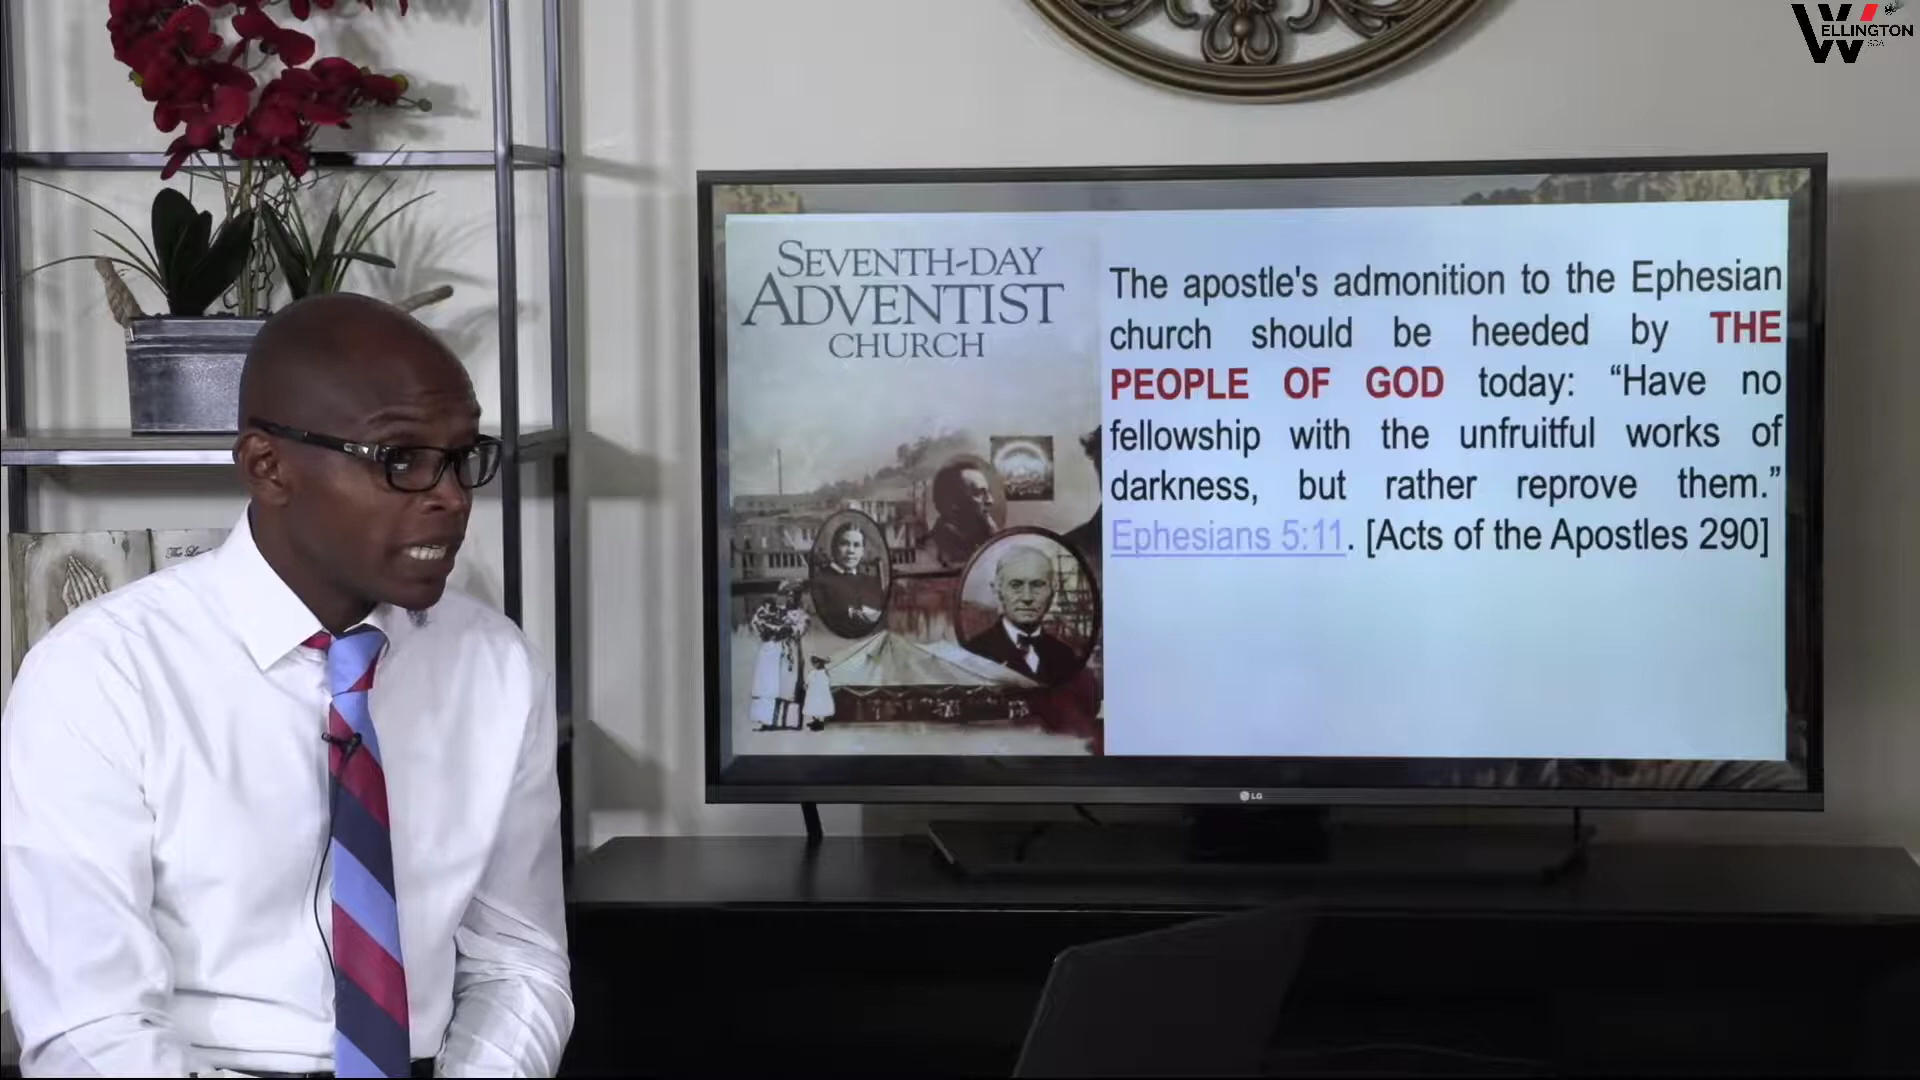 WELLINGTON
SDA
SEVENTH-DAY
ADVENTIST
CHURCH
The apostle's admonition to the Ephesian
church should be heeded by THE
PEOPLE OF GOD today: “Have no
fellowship with the unfruitful works of
darkness, but rather reprove them.”
Ephesians 5:11. [Acts of the Apostles 290]
LG